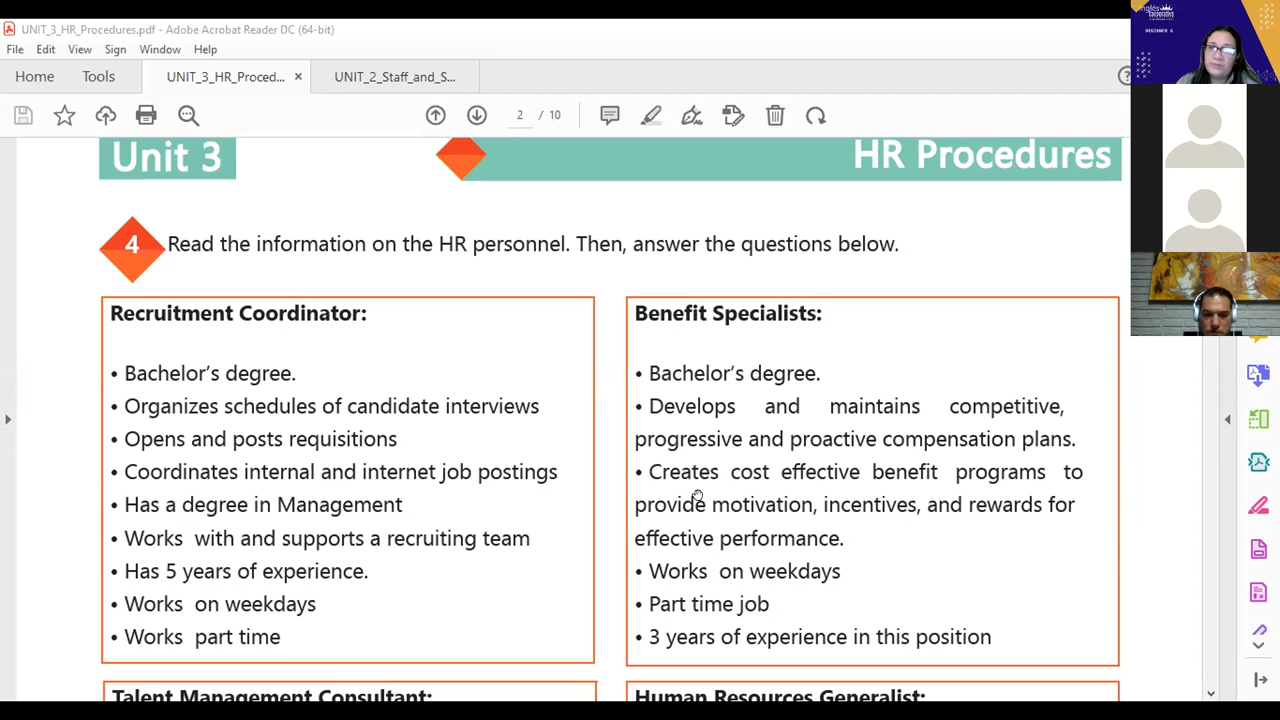 UNIT_3_HR_Procedures.pdf - Adobe Acrobat Reader DC (64-bit)
File Edit View Sign Window Help
Home Tools UNIT_3_HR_Proced... × UNIT_2_Staff_and_S...
2 / 10
inglés
corporativo
BEGINNER 6
Unit 3
HR Procedures
4 Read the information on the HR personnel. Then, answer the questions below.
Recruitment Coordinator:
• Bachelor's degree.
• Organizes schedules of candidate interviews
• Opens and posts requisitions
• Coordinates internal and internet job postings
• Has a degree in Management
• Works with and supports a recruiting team
• Has 5 years of experience.
• Works on weekdays
• Works part time
Benefit Specialists:
• Bachelor's degree.
• Develops and maintains competitive,
progressive and proactive compensation plans.
• Creates cost effective benefit programs to
provide motivation, incentives, and rewards for
effective performance.
• Works on weekdays
• Part time job
• 3 years of experience in this position
Talent Management Consultant:
Human Resources Generalist: